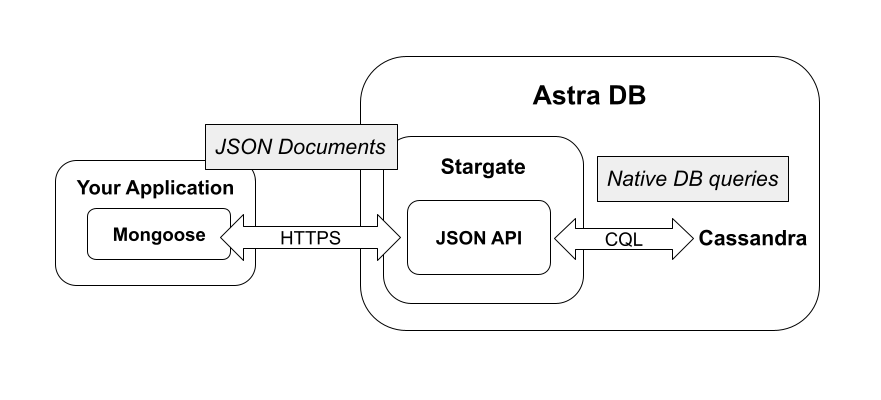 Astra DB
JSON Documents
Stargate
Native DB queries
Your Application
Mongoose
HTTPS
JSON API
CQL
Cassandra